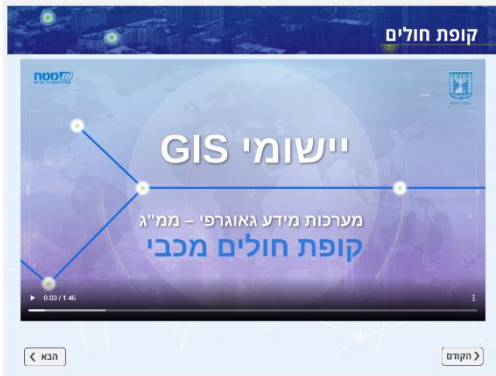 קופת חולים
מטח
יישומי GIS
מערכות מידע גאוגרפי – ממ"ג
קופת חולים מכבי
0:03 / 1:46
הקודם
הבא